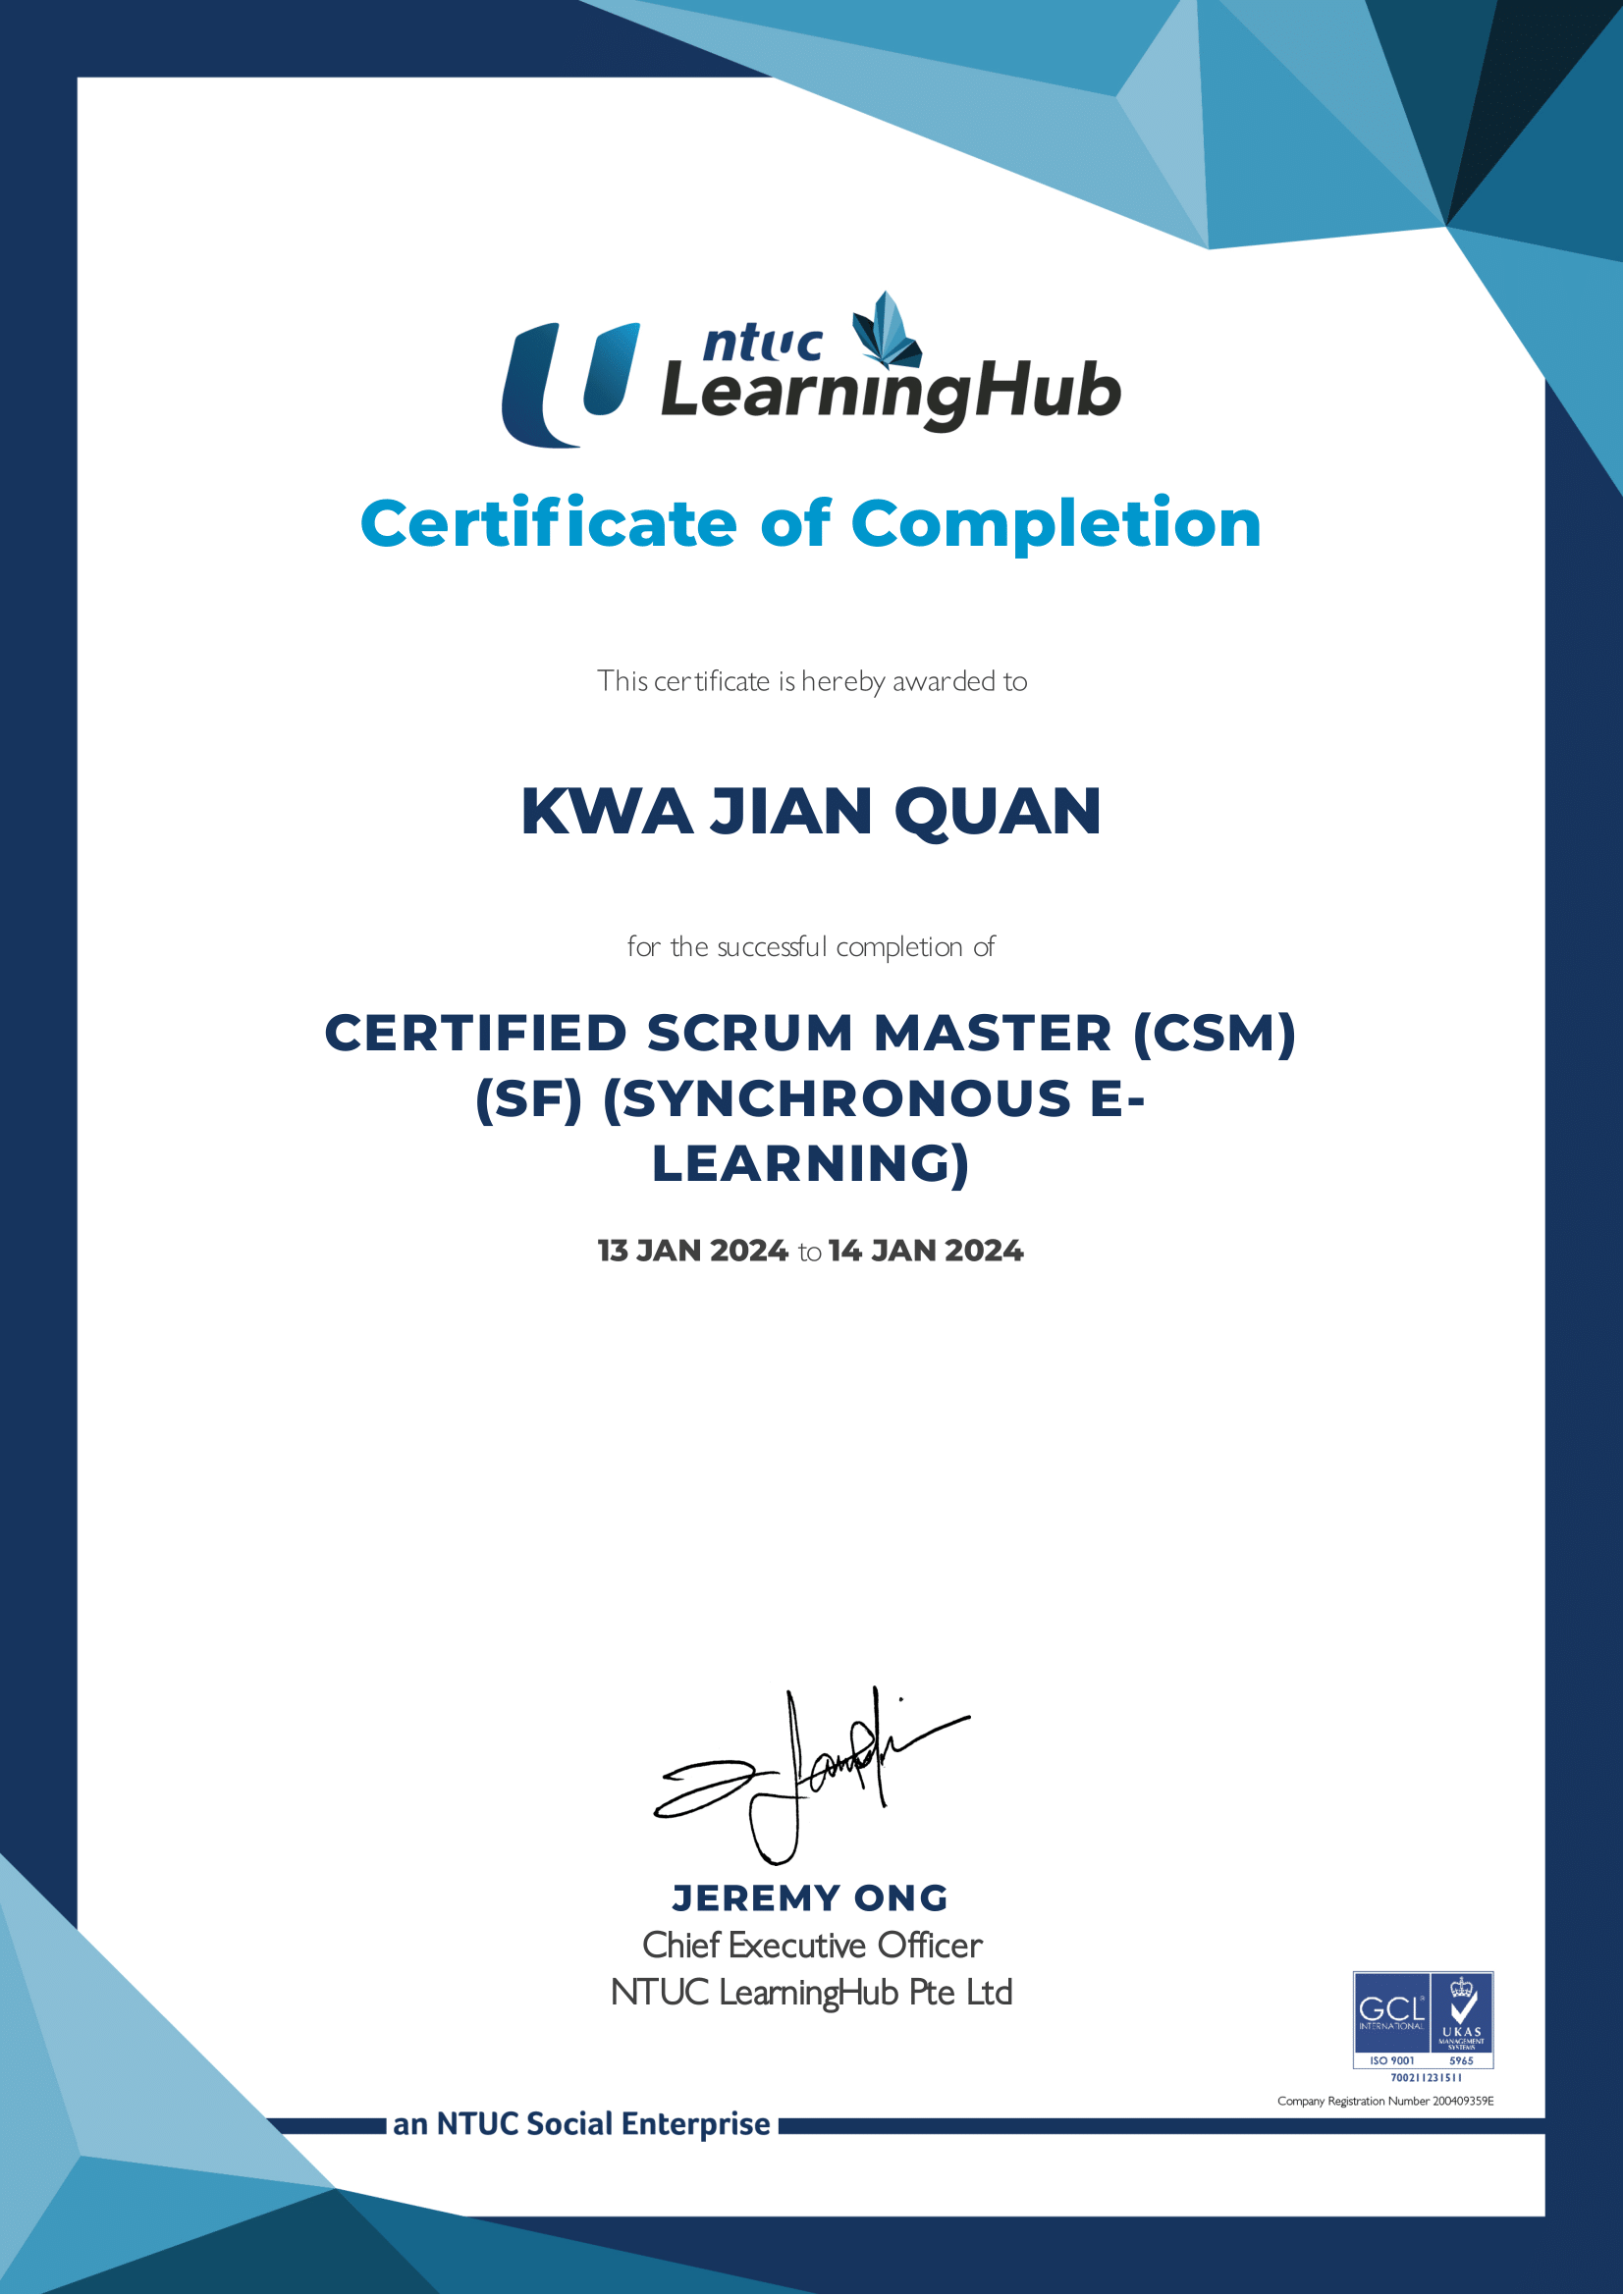 ntuc
LearningHub
Certificate of Completion
This certificate is hereby awarded to
KWA JIAN QUAN
for the successful completion of
CERTIFIED SCRUM MASTER (CSM)
(SF) (SYNCHRONOUS E-
LEARNING)
13 JAN 2024 to 14 JAN 2024
JEREMY ONG
Chief Executive Officer
NTUC LearningHub Pte Ltd
GCL
INTERNATIONAL
UKAS
MANAGEMENT
SYSTEMS
ISO 9001 5965
700211231511
Company Registration Number 200409359E
an NTUC Social Enterprise